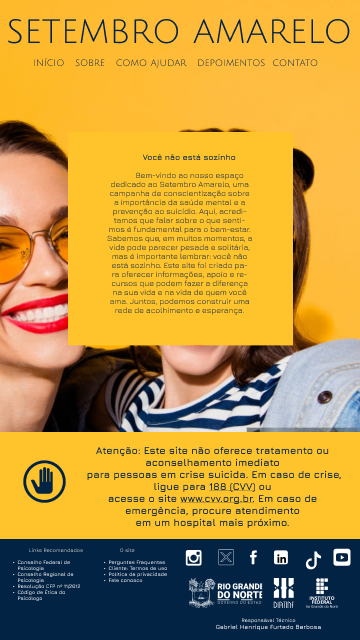 SETEMBRO AMARELO
INÍCIO SOBRE COMO AJUDAR DEPOIMENTOS CONTATO
Você não está sozinho
Bem-vindo ao nosso espaço
dedicado ao Setembro Amarelo, uma
campanha de conscientização sobre
a importância da saúde mental e a
prevenção ao suicídio. Aqui, acredi-
tamos que falar sobre o que senti-
mos é fundamental para o bem-estar.
Sabemos que, em muitos momentos, a
vida pode parecer pesada e solitária,
mas é importante lembrar: você não
está sozinho. Este site foi criado pa-
ra oferecer informações, apoio e re-
cursos que podem fazer a diferença
na sua vida e na vida de quem você
ama. Juntos, podemos construir uma
rede de acolhimento e esperança.
Atenção: Este site não oferece tratamento ou
aconselhamento imediato
para pessoas em crise suicida. Em caso de crise,
ligue para 188 (CVV) ou
acesse o site www.cvv.org.br. Em caso de
emergência, procure atendimento
em um hospital mais próximo.
Links Recomendados
Conselho Federal de
Psicologia
Conselho Regional de
Psicologia
Resolução CFP nº 11/2012
Código de Ética do
Psicólogo
O site
Perguntas Frequentes
Cliente: Termos de uso
Política de privacidade
Fale conosco
RIO GRANDE
DO NORTE
GOVERNO DO ESTADO
DIATINF
INSTITUTO
FEDERAL
Rio Grande do Norte
Responsável Técnico
Gabriel Henrique Furtado Barbosa